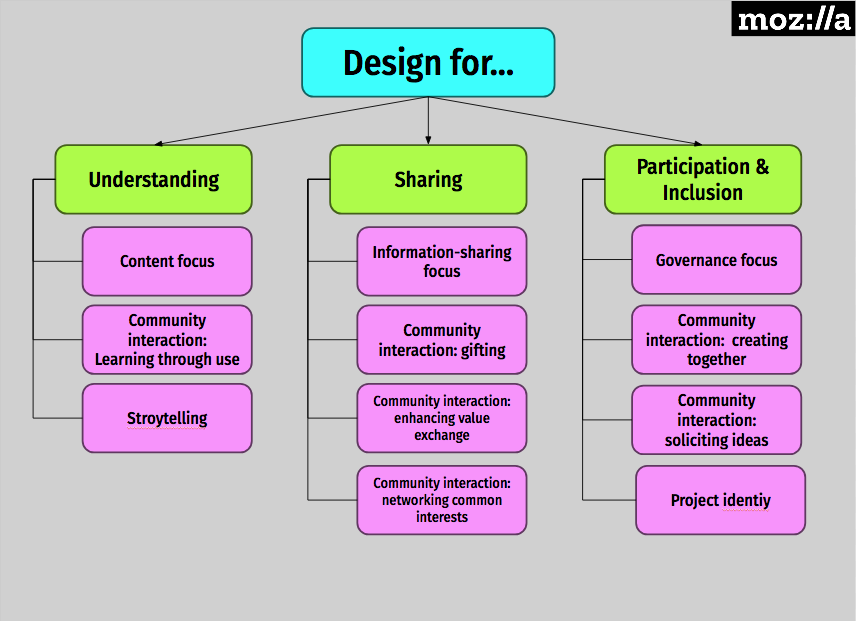 moz://a
Design for...
Understanding
Content focus
Community
interaction:
Learning through use
Stroytelling
Sharing
Information-sharing
focus
Community
interaction: gifting
Community interaction:
enhancing value
exchange
Community interaction:
networking common
interests
Participation &
Inclusion
Governance focus
Community
interaction:  creating
together
Community
interaction:
soliciting ideas
Project identiy